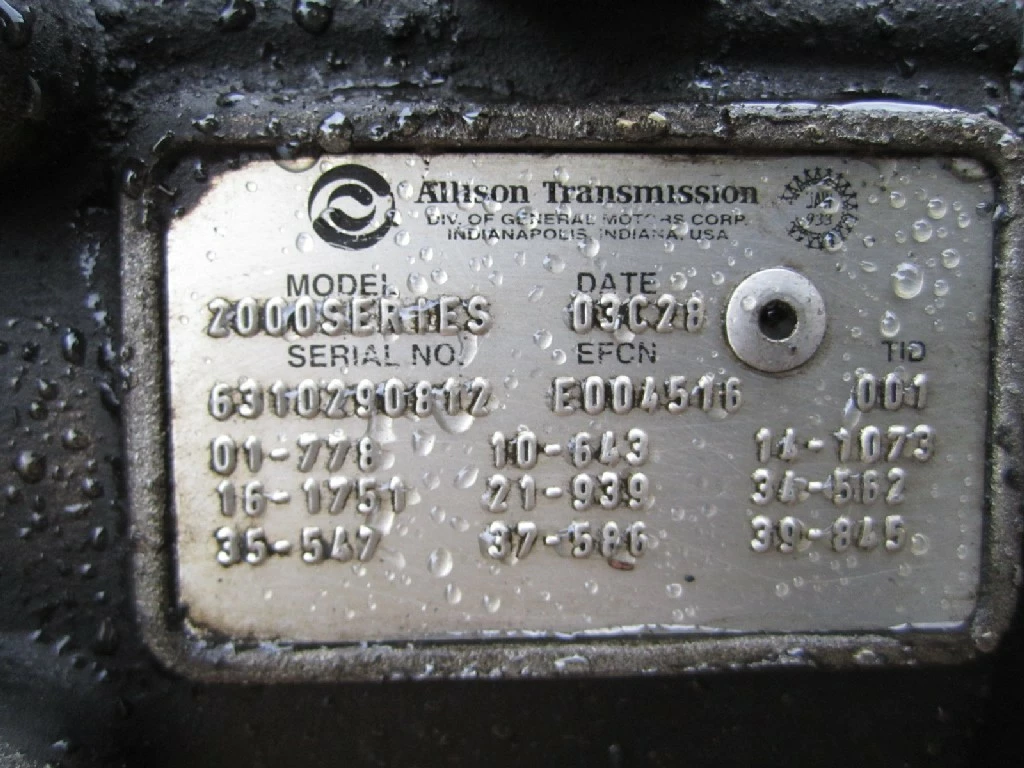 Allison Transmission
DIV. OF GENERAL MOTORS CORP.
INDIANAPOLIS, INDIANA, USA
MODEL DATE
2000SERIES 03C28
SERIAL NO. EFCN TID
6310290812 E004516 001
01-778 10-643 14-1073
16-1751 21-939 34-562
35-547 37-586 39-845